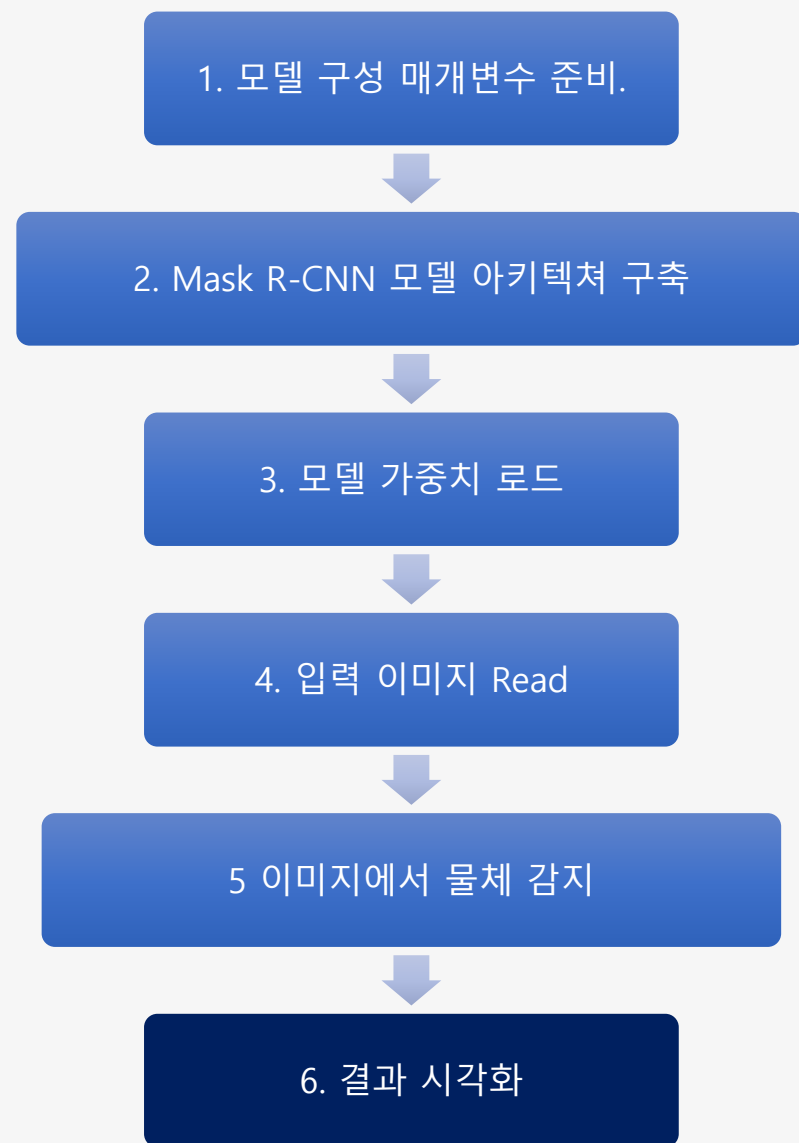 1. 모델 구성 매개변수 준비.
2. Mask R-CNN 모델 아키텍쳐 구축
3. 모델 가중치 로드
4. 입력 이미지 Read
5 이미지에서 물체 감지
6. 결과 시각화